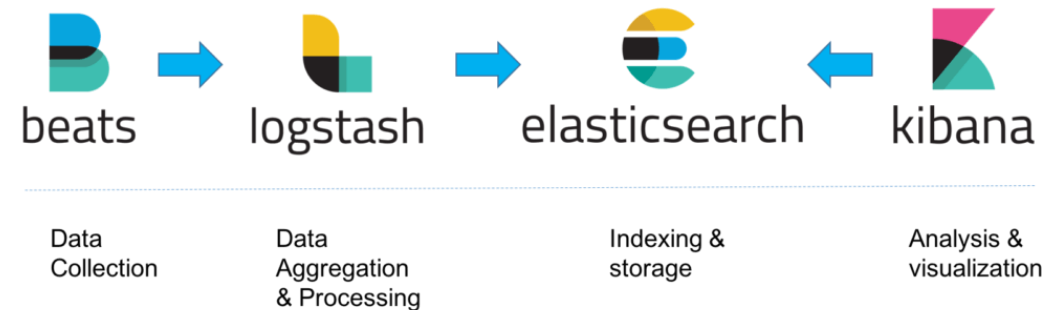 beats logstash elasticsearch kibana
Data
Collection
Data
Aggregation
& Processing
Indexing &
storage
Analysis &
visualization